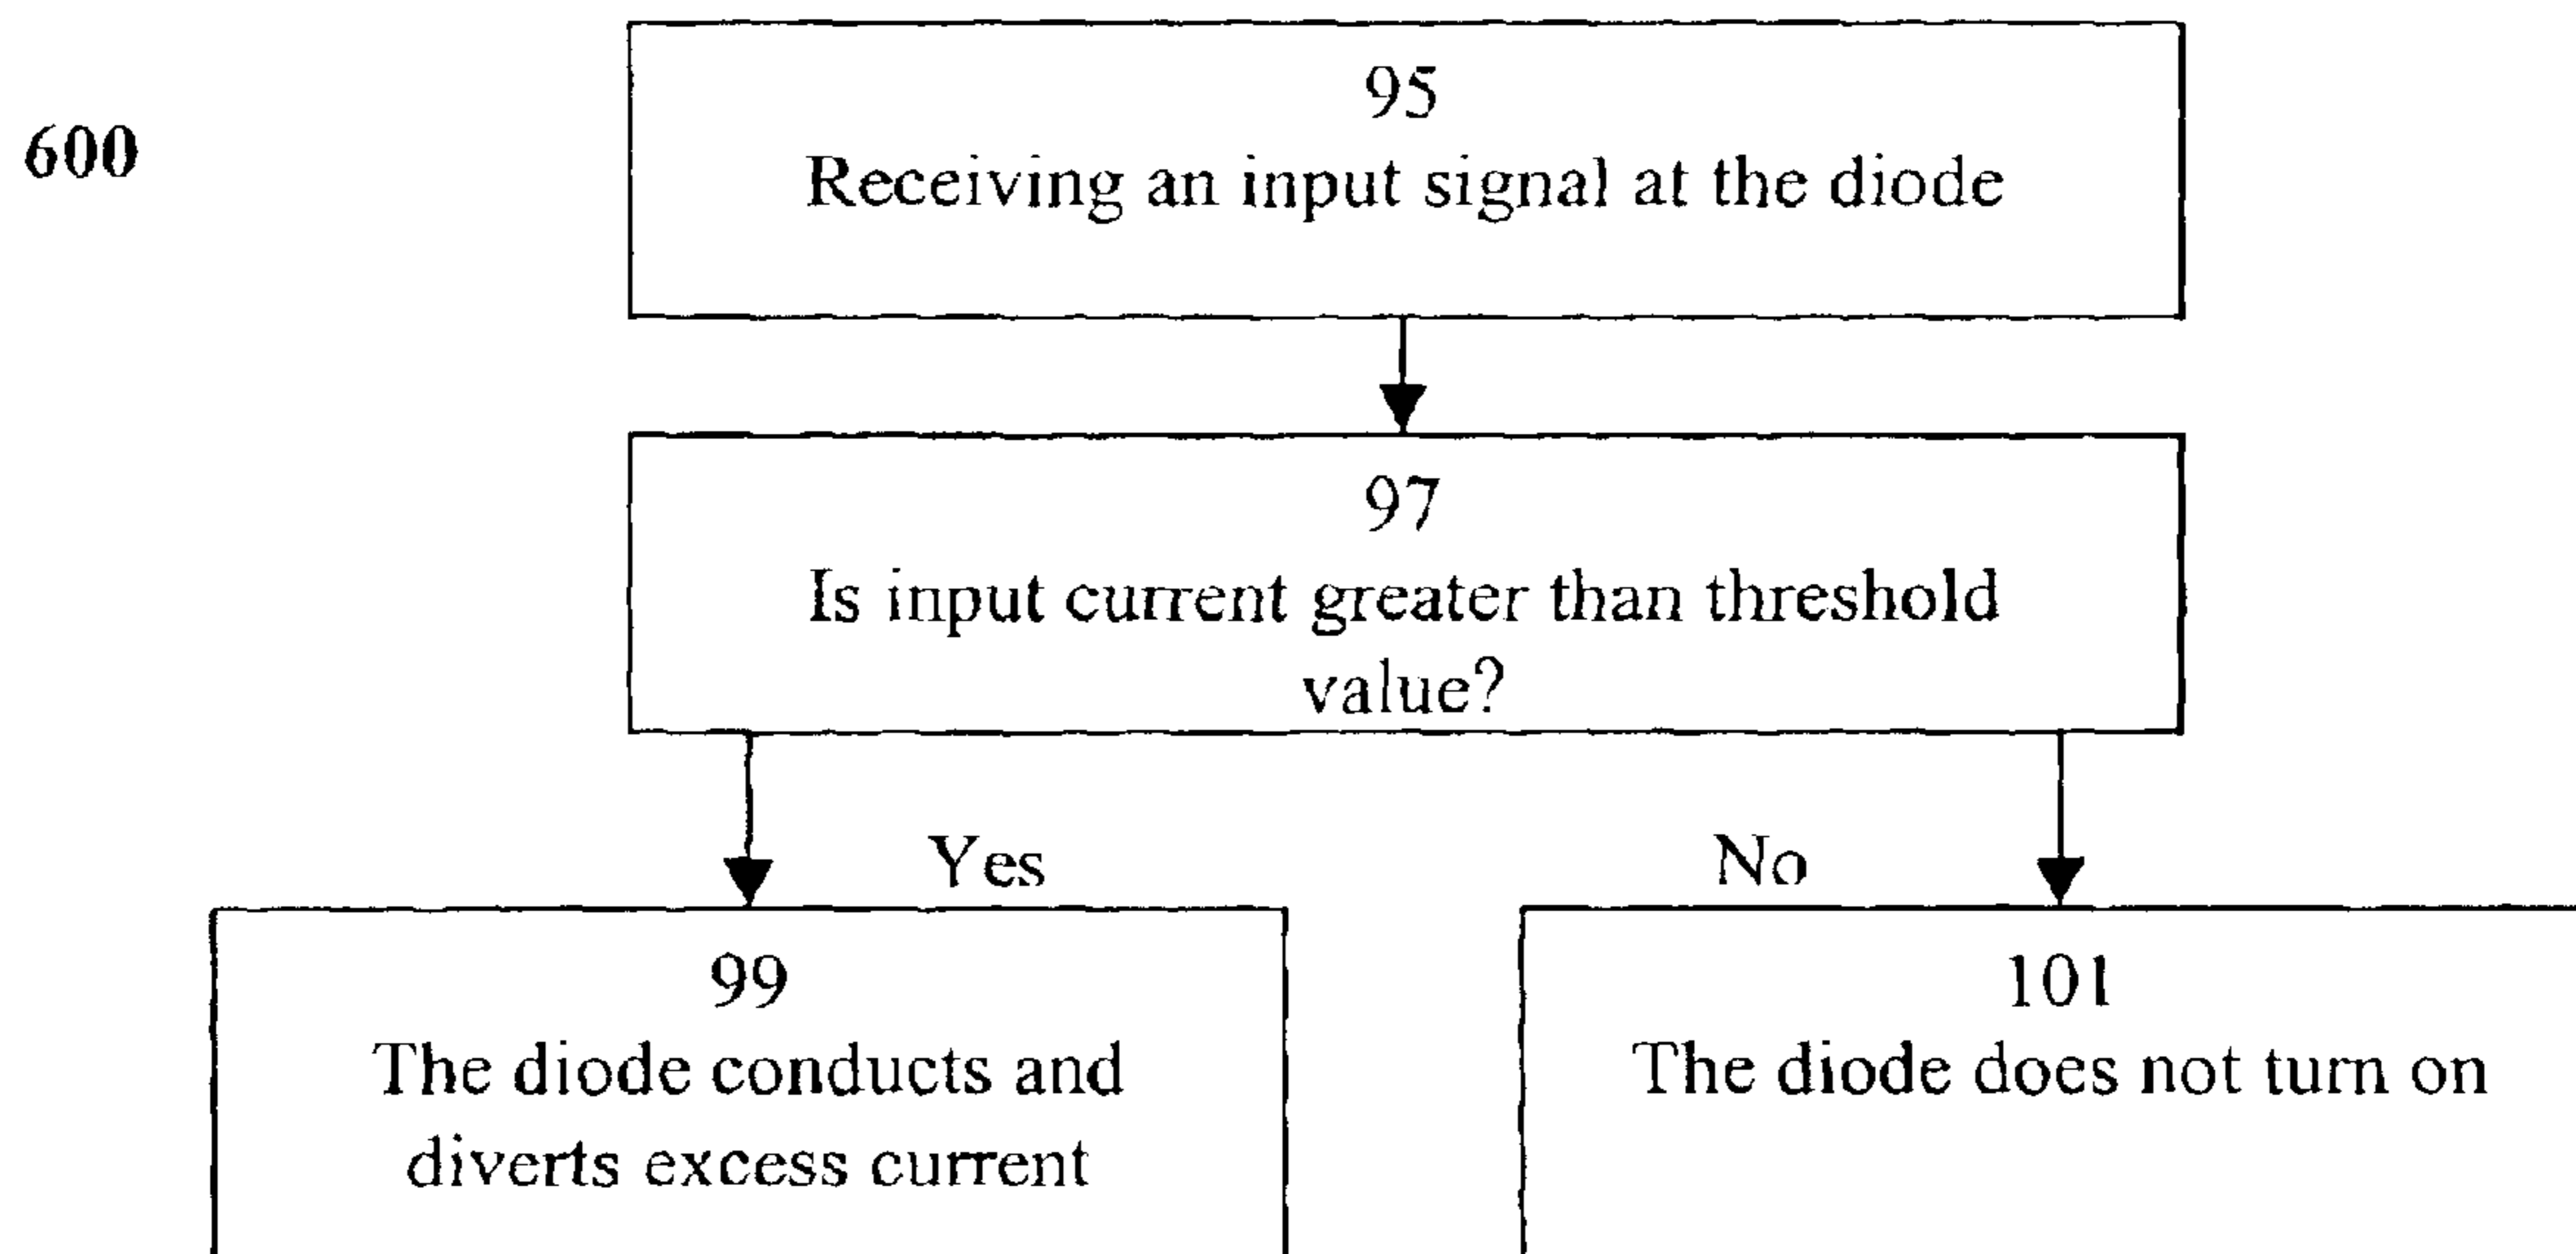 600
95
Receiving an input signal at the diode
97
Is input current greater than threshold
value?
Yes
No
99
The diode conducts and
diverts excess current
101
The diode does not turn on